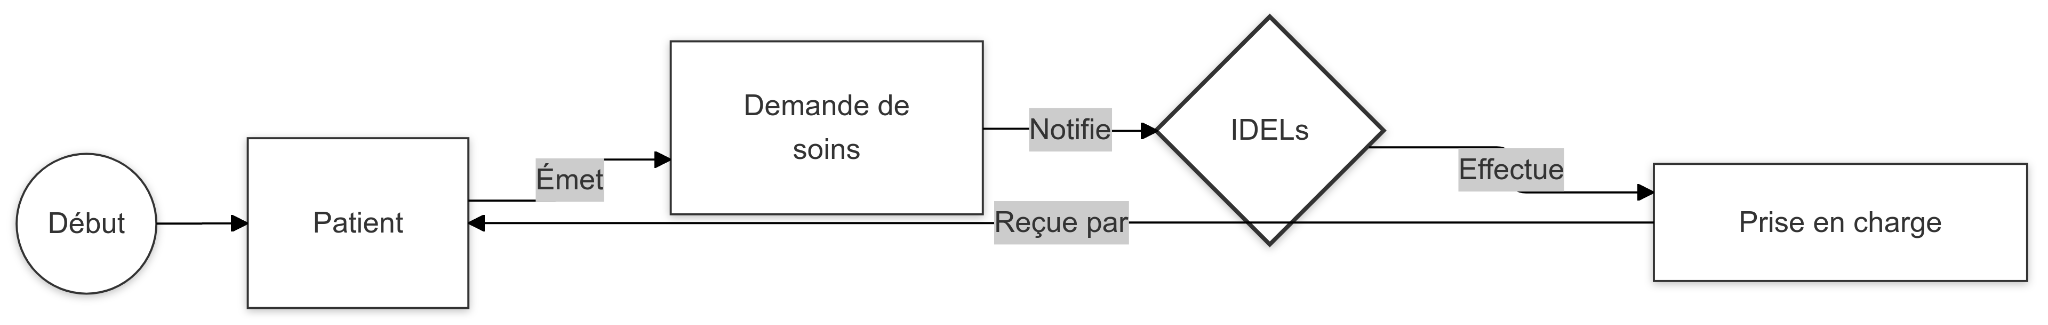 Début
Patient
Émet
Demande de
soins
Notifie
IDELs
Effectue
Reçue par
Prise en charge